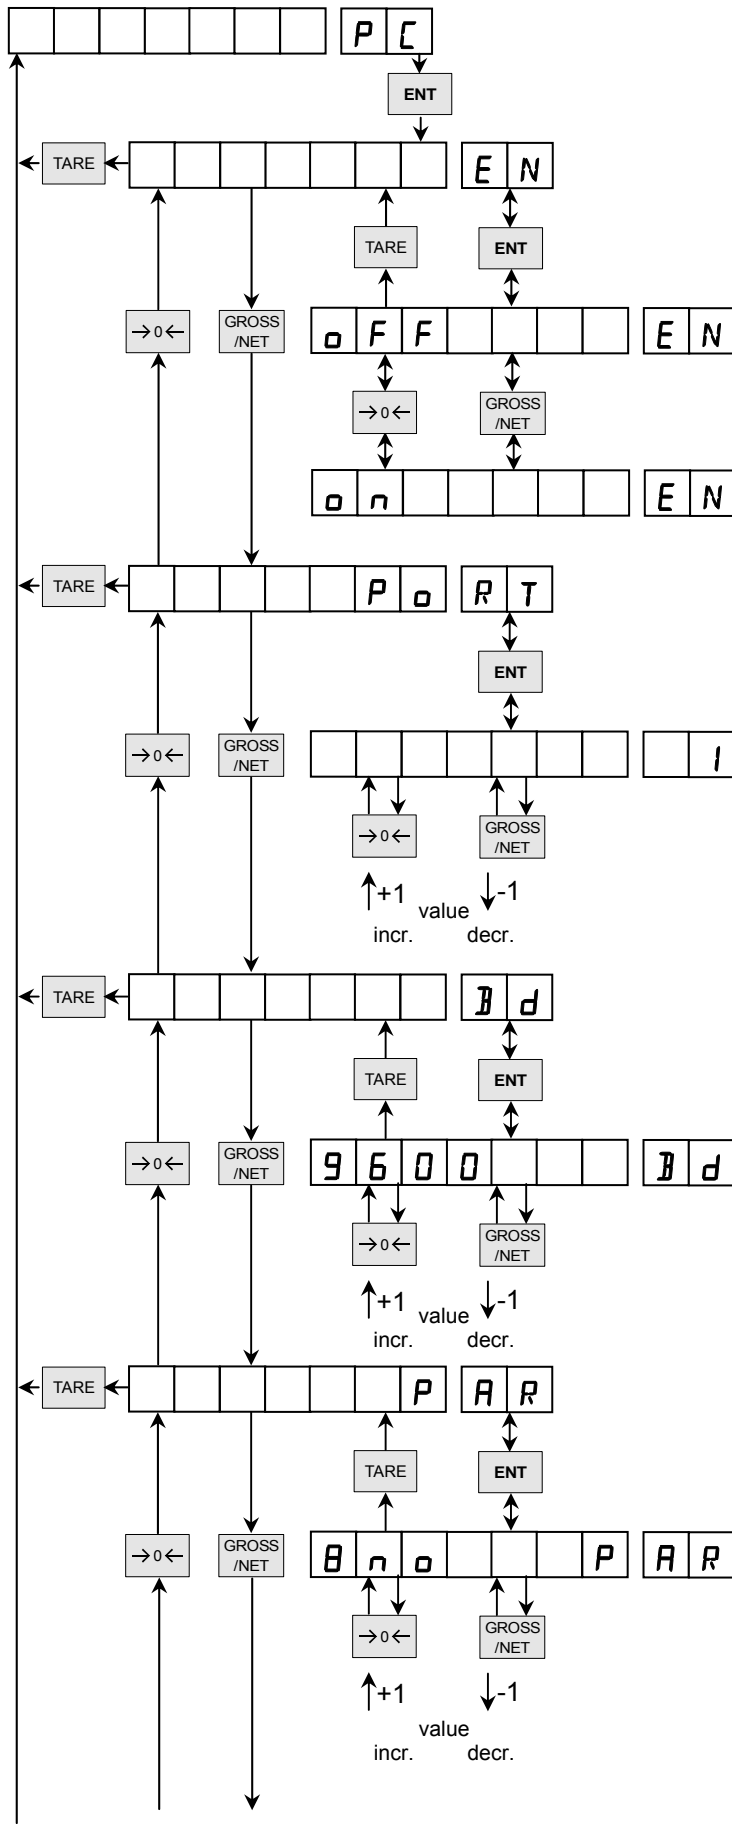 PC
ENT
TARE
EN
TARE
ENT
→0←
GROSS
/NET
oFF EN
→0←
GROSS
/NET
on EN
TARE
Po RT
ENT
→0←
GROSS
/NET
1
→0←
GROSS
/NET
+1 value -1
incr. decr.
TARE
Bd
TARE
ENT
→0←
GROSS
/NET
9600 Bd
→0←
GROSS
/NET
+1 value -1
incr. decr.
TARE
P AR
TARE
ENT
→0←
GROSS
/NET
8no P AR
→0←
GROSS
/NET
+1 -1
value
incr. decr.